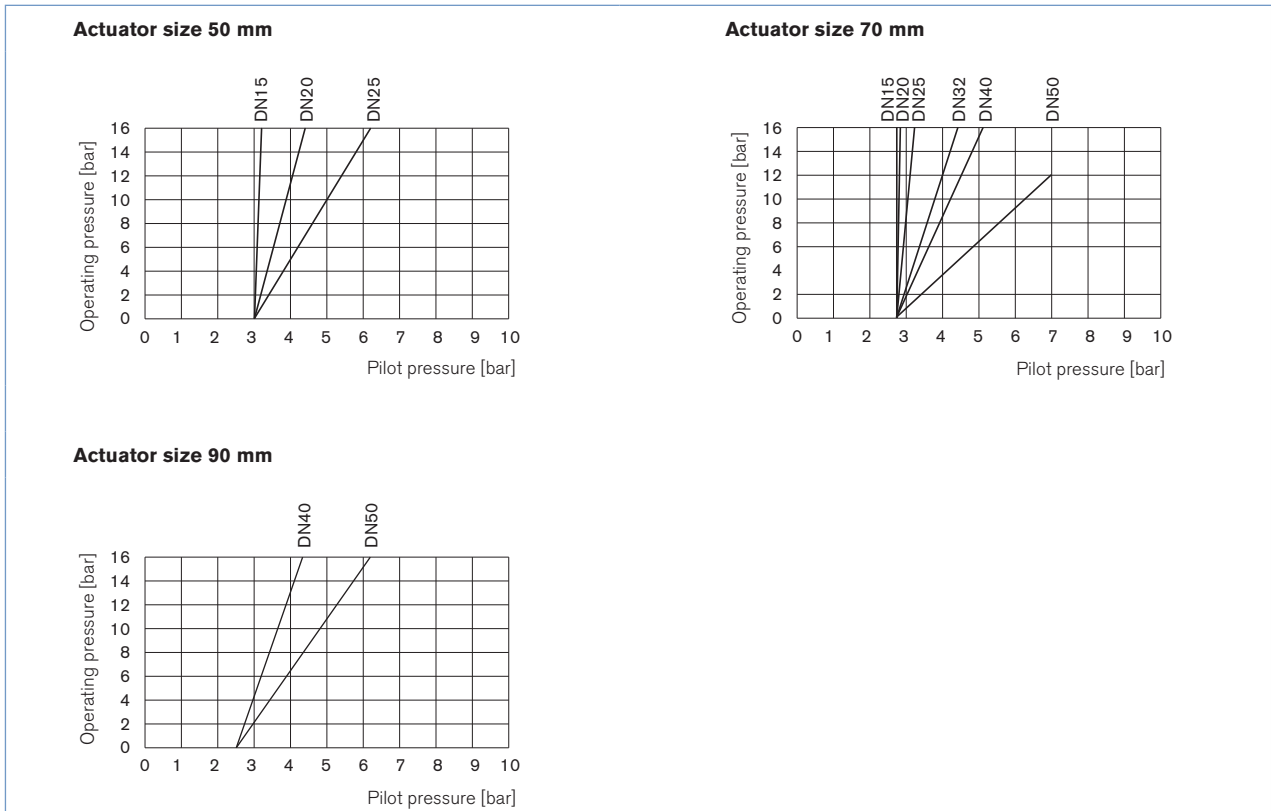 Actuator size 50 mm
DN15
DN20
DN25
Operating pressure [bar]
16
14
12
10
8
6
4
2
0
0 1 2 3 4 5 6 7 8 9 10
Pilot pressure [bar]
Actuator size 70 mm
DN15
DN20
DN25
DN32
DN40
DN50
Operating pressure [bar]
16
14
12
10
8
6
4
2
0
0 1 2 3 4 5 6 7 8 9 10
Pilot pressure [bar]
Actuator size 90 mm
DN40
DN50
Operating pressure [bar]
16
14
12
10
8
6
4
2
0
0 1 2 3 4 5 6 7 8 9 10
Pilot pressure [bar]